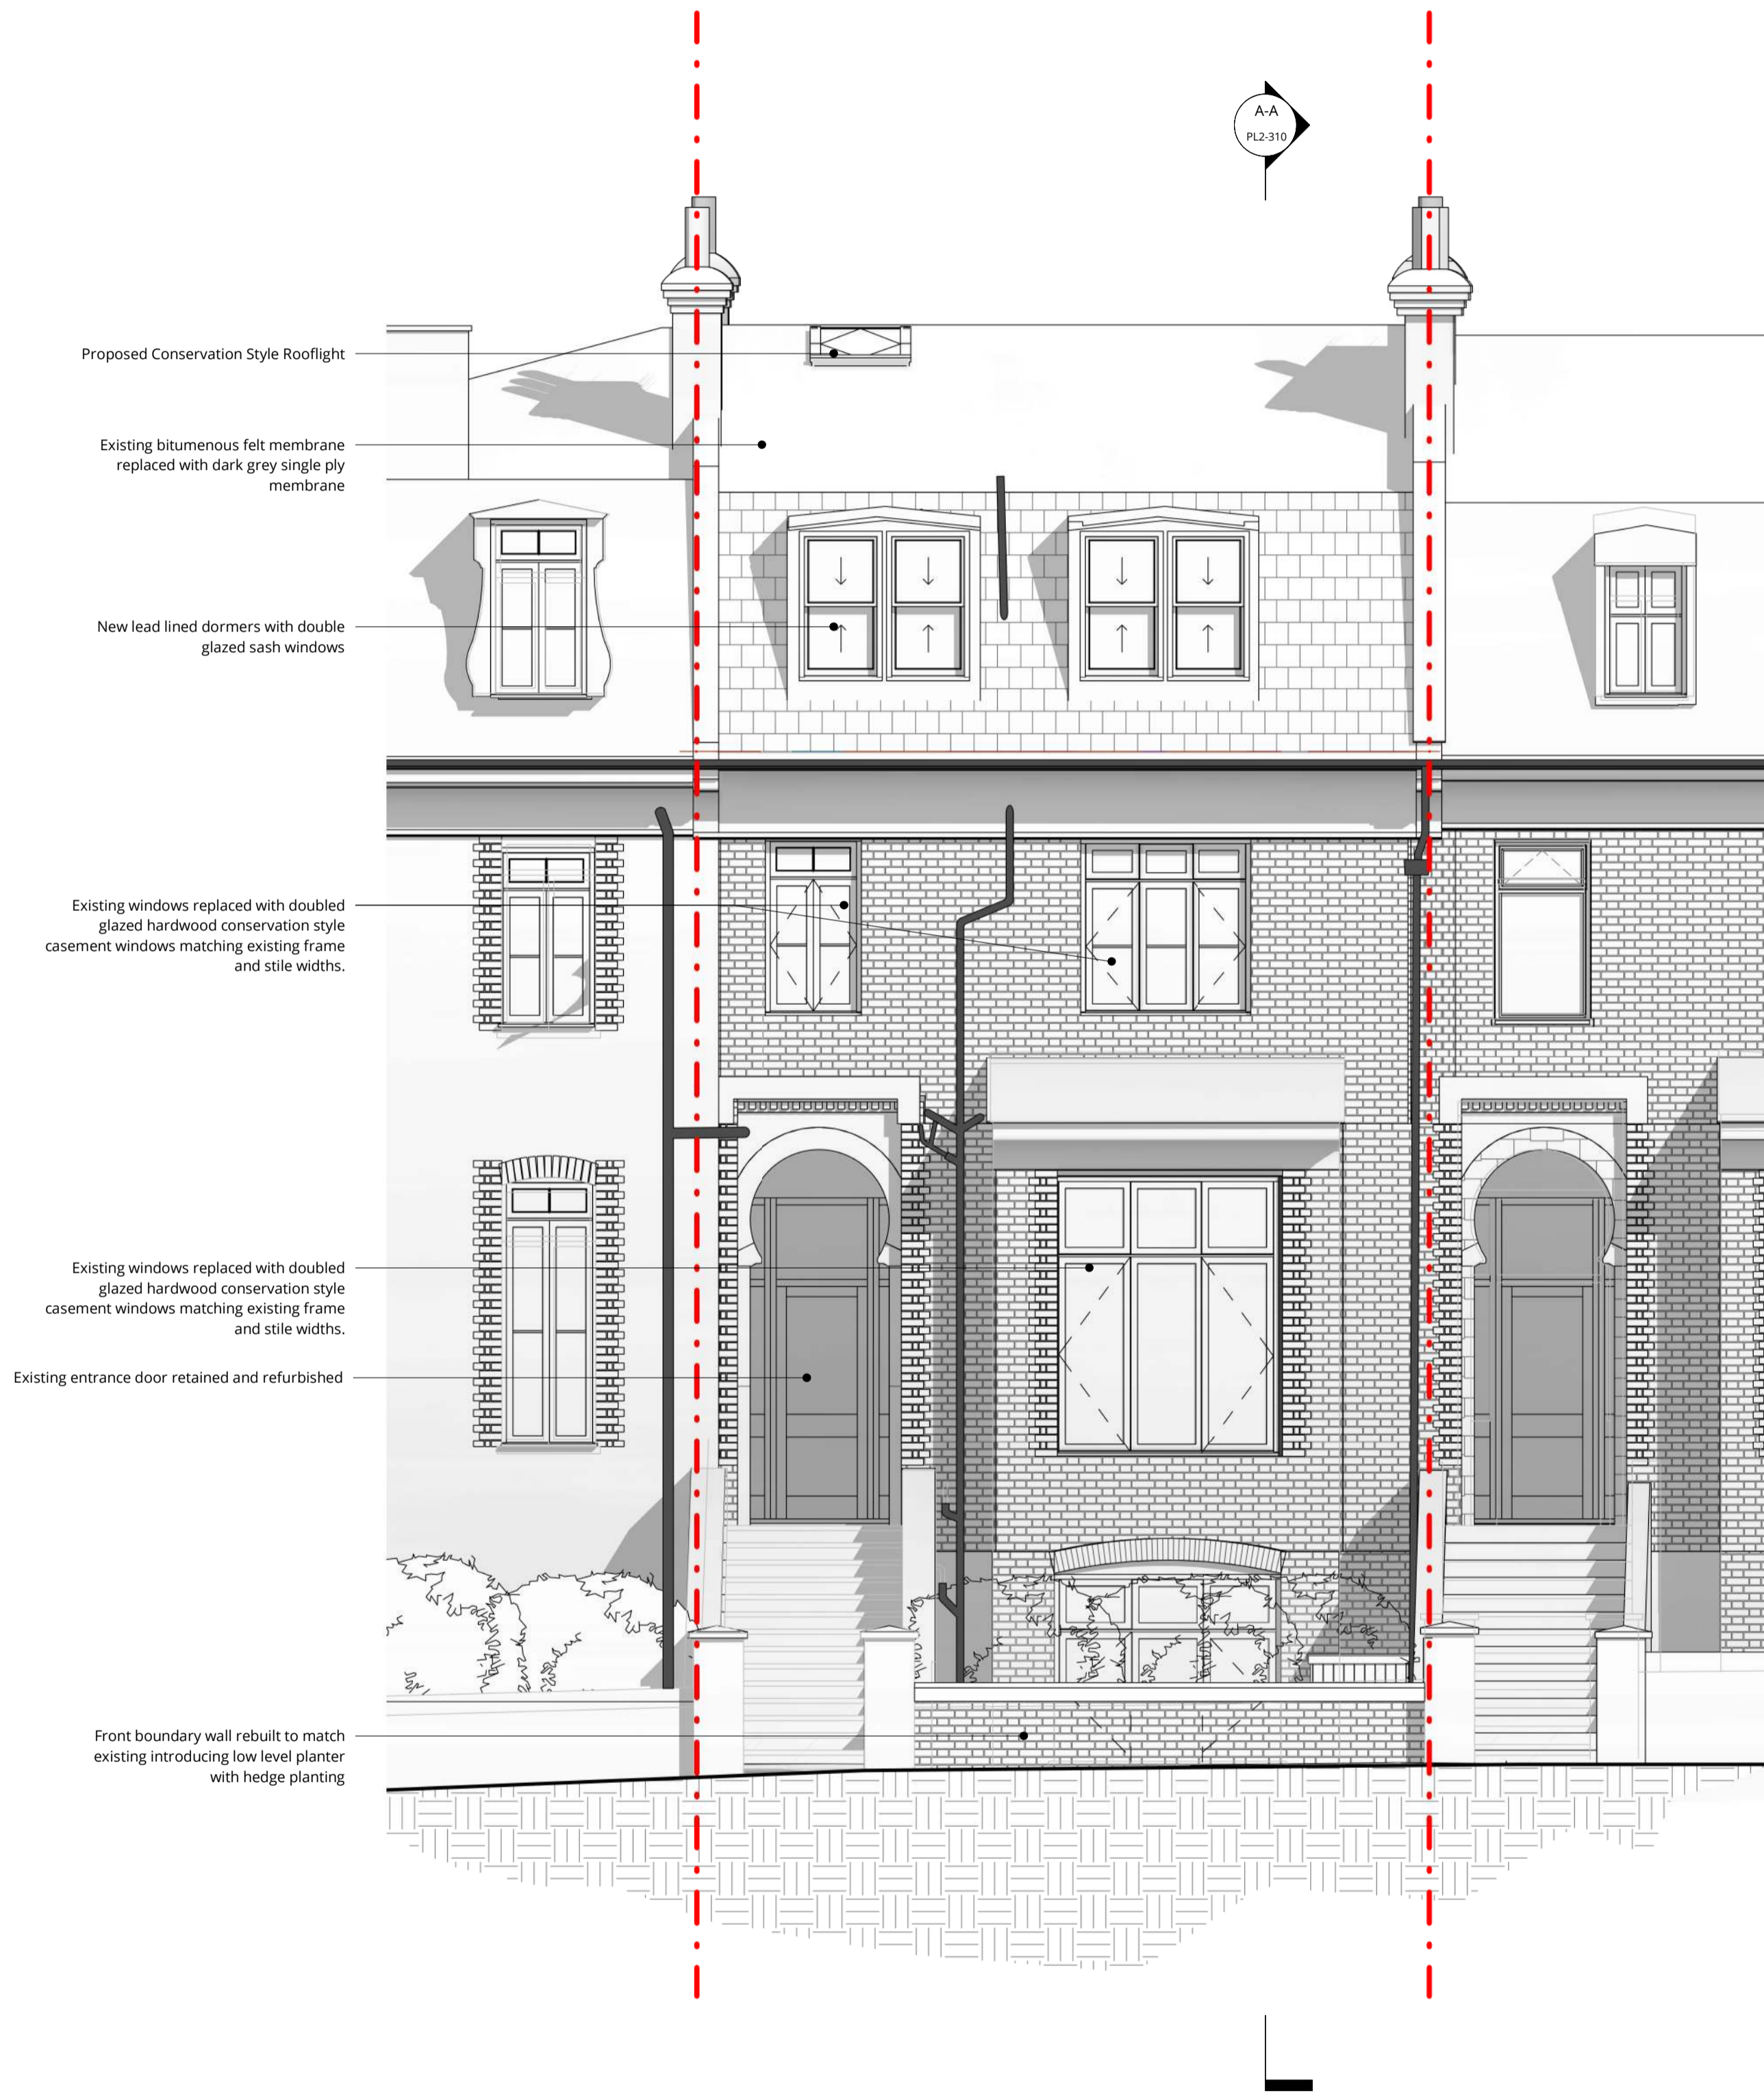 A-A
PL2-310
Proposed Conservation Style Rooflight
Existing bitumenous felt membrane
replaced with dark grey single ply
membrane
New lead lined dormers with double
glazed sash windows
Existing windows replaced with doubled
glazed hardwood conservation style
casement windows matching existing frame
and stile widths.
Existing windows replaced with doubled
glazed hardwood conservation style
casement windows matching existing frame
and stile widths.
Existing entrance door retained and refurbished
Front boundary wall rebuilt to match
existing introducing low level planter
with hedge planting